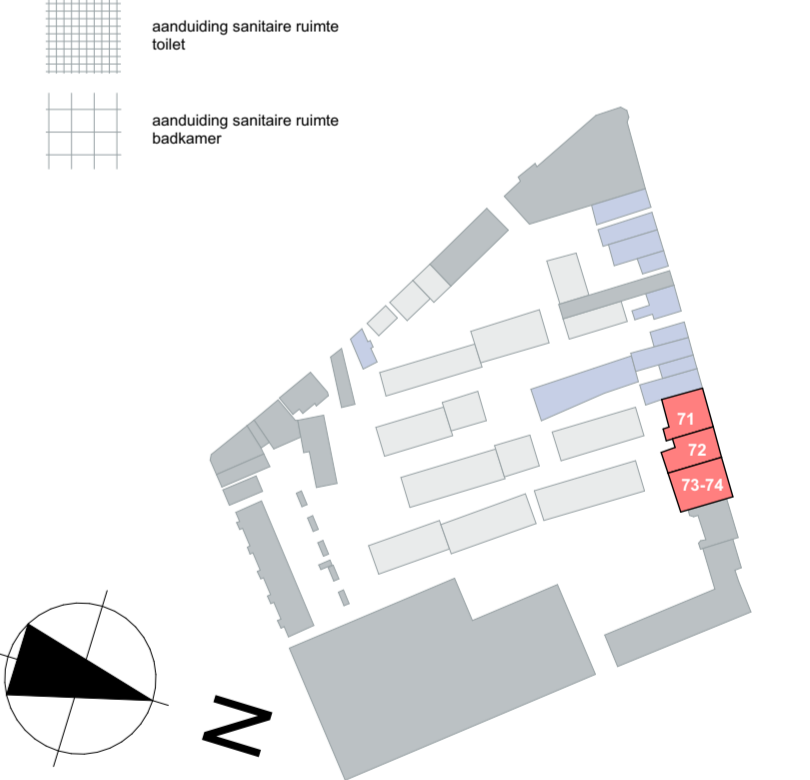 aanduiding sanitaire ruimte
toilet
aanduiding sanitaire ruimte
badkamer
71
72
73-74
N